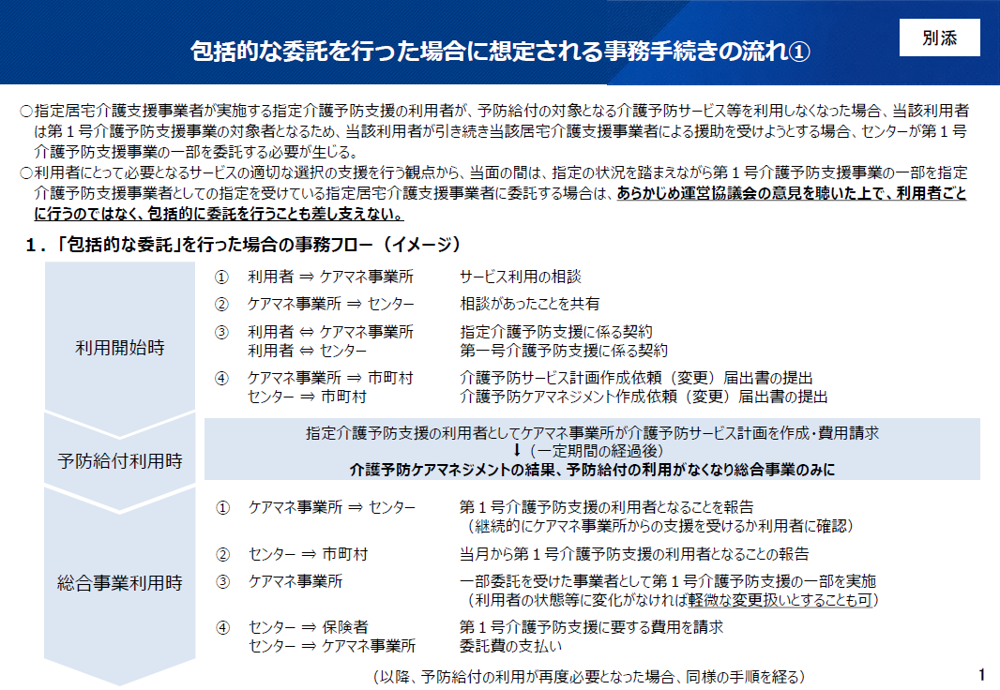 包括的な委託を行った場合に想定される事務手続きの流れ①
別添
○指定居宅介護支援事業者が実施する指定介護予防支援の利用者が、予防給付の対象となる介護予防サービス等を利用しなくなった場合、当該利用者
は第１号介護予防支援事業の対象者となるため、当該利用者が引き続き当該居宅介護支援事業者による援助を受けようとする場合、センターが第１号
介護予防支援事業の一部を委託する必要が生じる。
○利用者にとって必要となるサービスの適切な選択の支援を行う観点から、当面の間は、指定の状況を踏まえながら第１号介護予防支援事業の一部を指定
介護予防支援事業者としての指定を受けている指定居宅介護支援事業者に委託する場合は、あらかじめ運営協議会の意見を聴いた上で、利用者ごと
に行うのではなく、包括的に委託を行うことも差し支えない。
１．「包括的な委託」を行った場合の事務フロー（イメージ）
利用開始時
① 利用者 ⇒ ケアマネ事業所 サービス利用の相談
② ケアマネ事業所 ⇒ センター 相談があったことを共有
③ 利用者 ⇔ ケアマネ事業所 指定介護予防支援に係る契約
利用者 ⇔ センター 第一号介護予防支援に係る契約
④ ケアマネ事業所 ⇒ 市町村 介護予防サービス計画作成依頼（変更）届出書の提出
センター ⇒ 市町村 介護予防ケアマネジメント作成依頼（変更）届出書の提出
予防給付利用時
指定介護予防支援の利用者としてケアマネ事業所が介護予防サービス計画を作成・費用請求
⬇（一定期間の経過後）
介護予防ケアマネジメントの結果、予防給付の利用がなくなり総合事業のみに
総合事業利用時
① ケアマネ事業所 ⇒ センター 第１号介護予防支援の利用者となることを報告
（継続的にケアマネ事業所からの支援を受けるか利用者に確認）
② センター ⇒ 市町村 当月から第１号介護予防支援の利用者となることの報告
③ ケアマネ事業所 一部委託を受けた事業者として第１号介護予防支援の一部を実施
（利用者の状態等に変化がなければ軽微な変更扱いとすることも可）
④ センター ⇒ 保険者 第１号介護予防支援に要する費用を請求
センター ⇒ ケアマネ事業所 委託費の支払い
（以降、予防給付の利用が再度必要となった場合、同様の手順を経る）
1